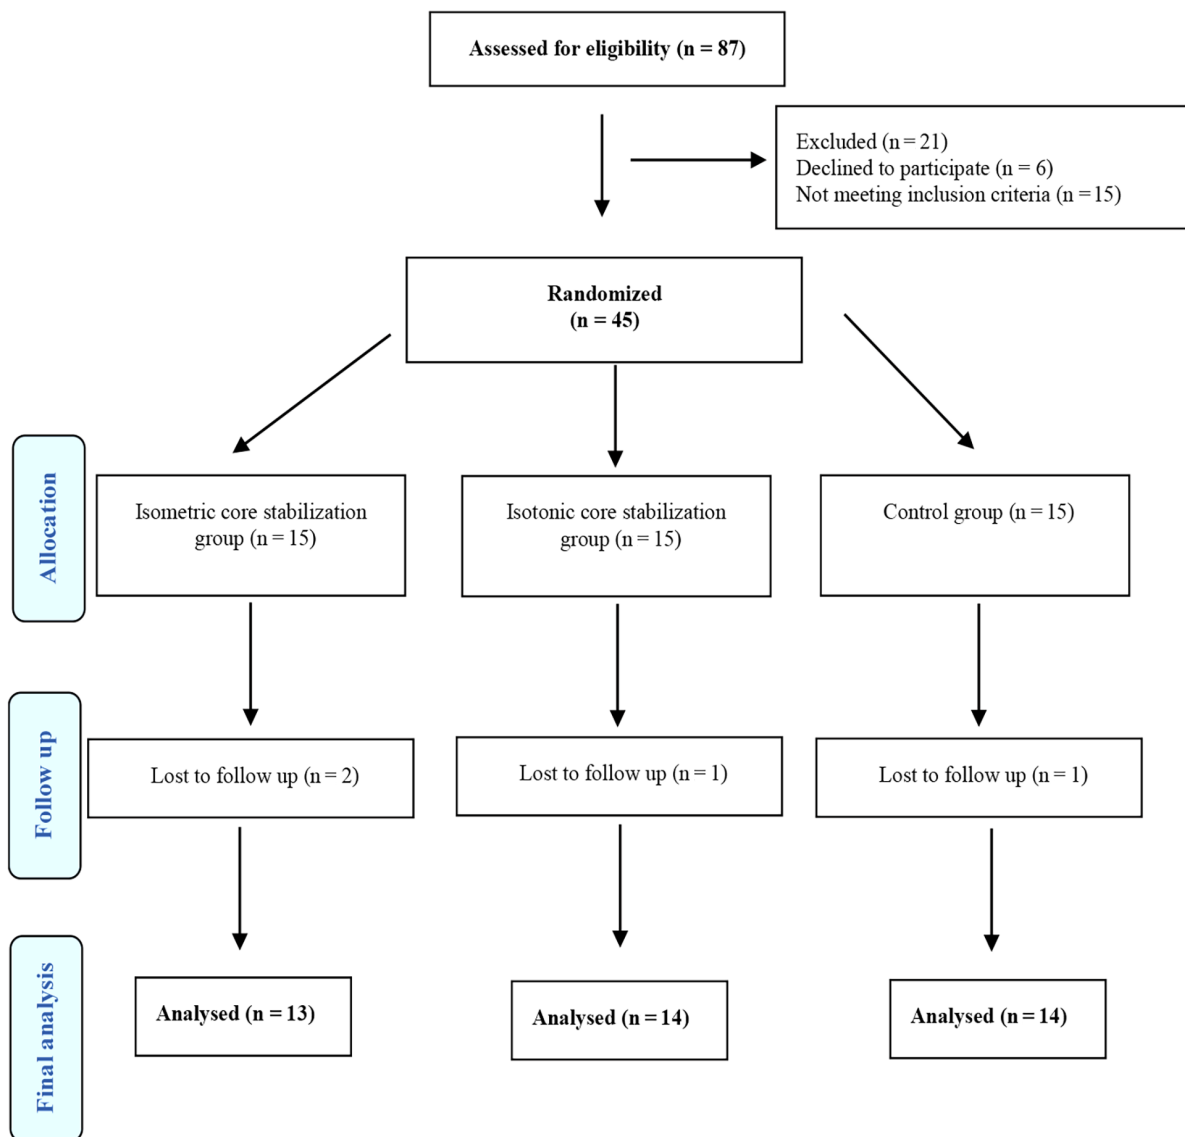 Assessed for eligibility (n = 87)
Excluded (n = 21)
Declined to participate (n = 6)
Not meeting inclusion criteria (n = 15)
Randomized
(n = 45)
Allocation
Isometric core stabilization
group (n = 15)
Isotonic core stabilization
group (n = 15)
Control group (n = 15)
Follow up
Lost to follow up (n = 2)
Lost to follow up (n = 1)
Lost to follow up (n = 1)
Final analysis
Analysed (n = 13)
Analysed (n = 14)
Analysed (n = 14)